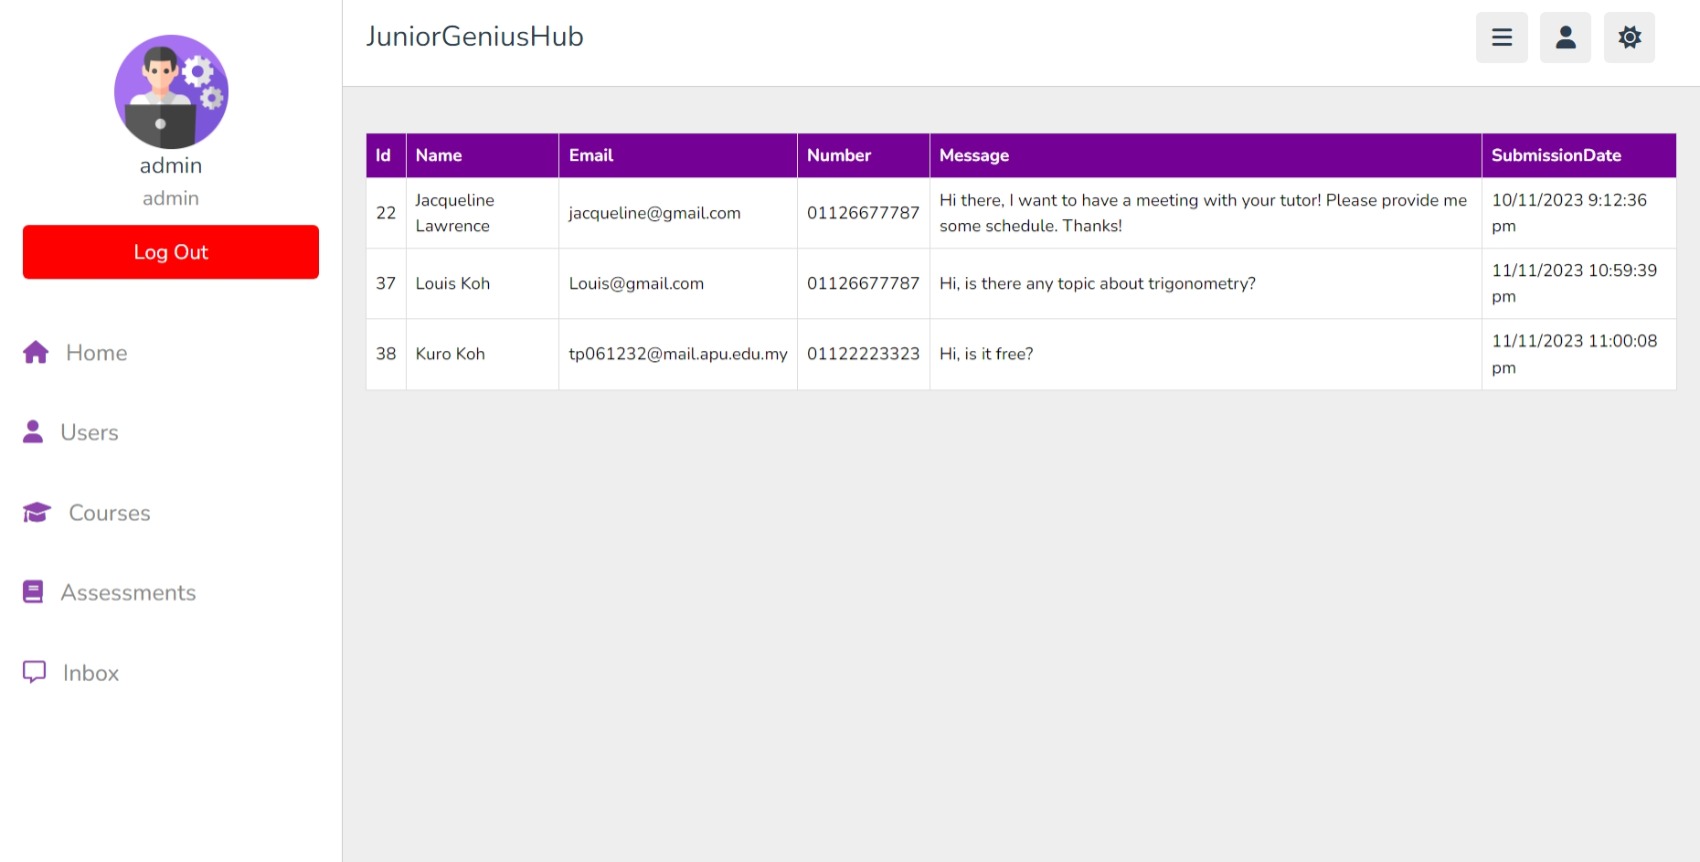 JuniorGeniusHub
admin
admin
Log Out
Home
Users
Courses
Assessments
Inbox
Id Name Email Number Message SubmissionDate
22 Jacqueline Lawrence jacqueline@gmail.com 01126677787 Hi there, I want to have a meeting with your tutor! Please provide me some schedule. Thanks! 10/11/2023 9:12:36 pm
37 Louis Koh Louis@gmail.com 01126677787 Hi, is there any topic about trigonometry? 11/11/2023 10:59:39 pm
38 Kuro Koh tp061232@mail.apu.edu.my 01122223323 Hi, is it free? 11/11/2023 11:00:08 pm